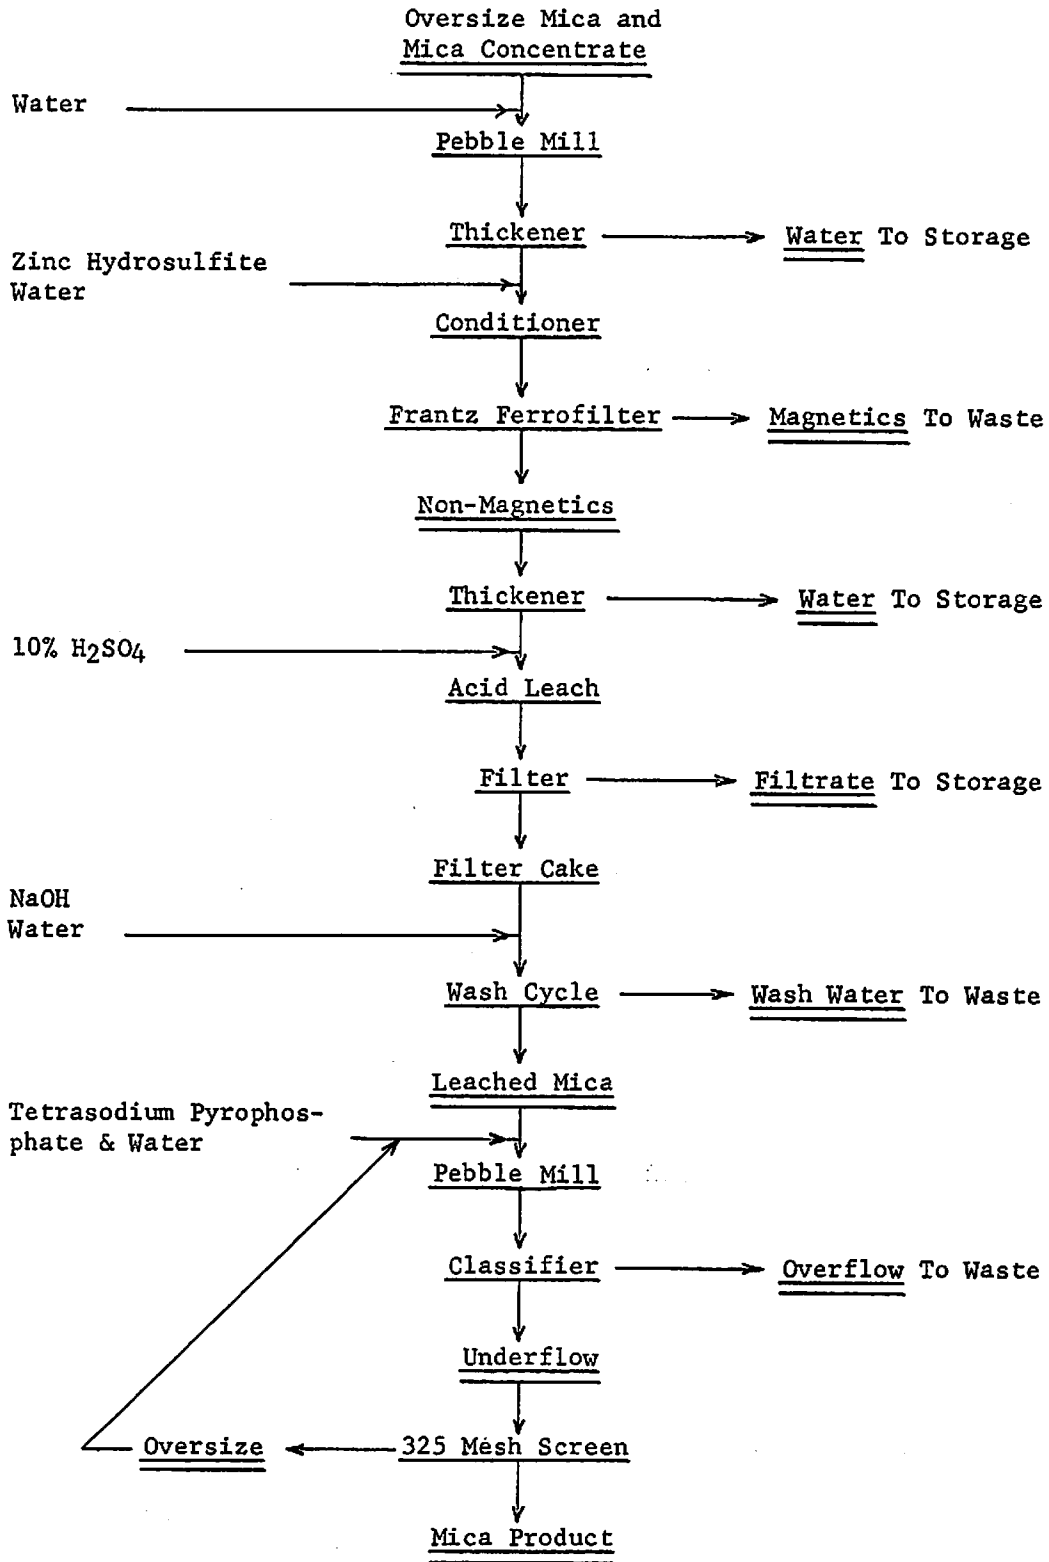 Oversize Mica and
Mica Concentrate
Water
Pebble Mill
Thickener
Water To Storage
Zinc Hydrosulfite
Water
Conditioner
Frantz Ferrofilter
Magnetics To Waste
Non-Magnetics
Thickener
Water To Storage
10% H2SO4
Acid Leach
Filter
Filtrate To Storage
Filter Cake
NaOH
Water
Wash Cycle
Wash Water To Waste
Leached Mica
Tetrasodium Pyrophos-
phate & Water
Pebble Mill
Classifier
Overflow To Waste
Underflow
Oversize
325 Mesh Screen
Mica Product